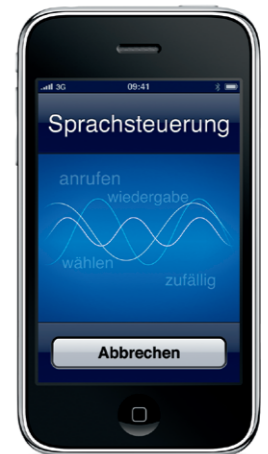 3G 09:41
Sprachsteuerung
anrufen
wiedergabe
wählen
zufällig
Abbrechen